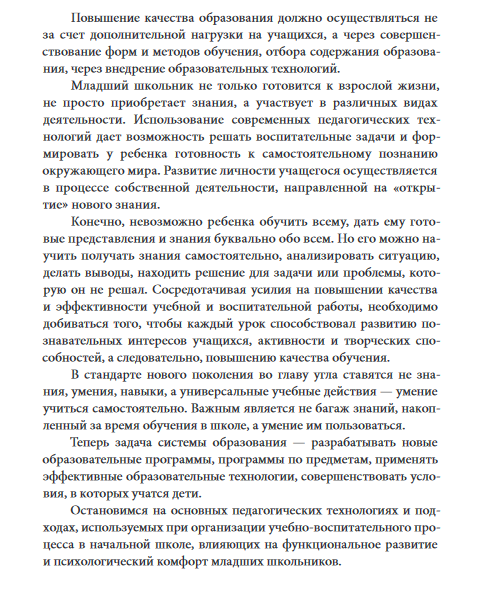 Повышение качества образования должно осуществляться не
за счет дополнительной нагрузки на учащихся, а через совершен-
ствование форм и методов обучения, отбора содержания образова-
ния, через внедрение образовательных технологий.
Младший школьник не только готовится к взрослой жизни,
не просто приобретает знания, а участвует в различных видах
деятельности. Использование современных педагогических тех-
нологий дает возможность решать воспитательные задачи и фор-
мировать у ребенка готовность к самостоятельному познанию
окружающего мира. Развитие личности учащегося осуществляется
в процессе собственной деятельности, направленной на «откры-
тие» нового знания.
Конечно, невозможно ребенка обучить всему, дать ему гото-
вые представления и знания буквально обо всем. Но его можно на-
учить получать знания самостоятельно, анализировать ситуацию,
делать выводы, находить решение для задачи или проблемы, кото-
рую он не решал. Сосредотачивая усилия на повышении качества
и эффективности учебной и воспитательной работы, необходимо
добиваться того, чтобы каждый урок способствовал развитию по-
знавательных интересов учащихся, активности и творческих спо-
собностей, а следовательно, повышению качества обучения.
В стандарте нового поколения во главу угла ставятся не зна-
ния, умения, навыки, а универсальные учебные действия — умение
учиться самостоятельно. Важным является не багаж знаний, накоп-
ленный за время обучения в школе, а умение им пользоваться.
Теперь задача системы образования — разрабатывать новые
образовательные программы, программы по предметам, применять
эффективные образовательные технологии, совершенствовать усло-
вия, в которых учатся дети.
Остановимся на основных педагогических технологиях и под-
ходах, используемых при организации учебно-воспитательного про-
цесса в начальной школе, влияющих на функциональное развитие
и психологический комфорт младших школьников.